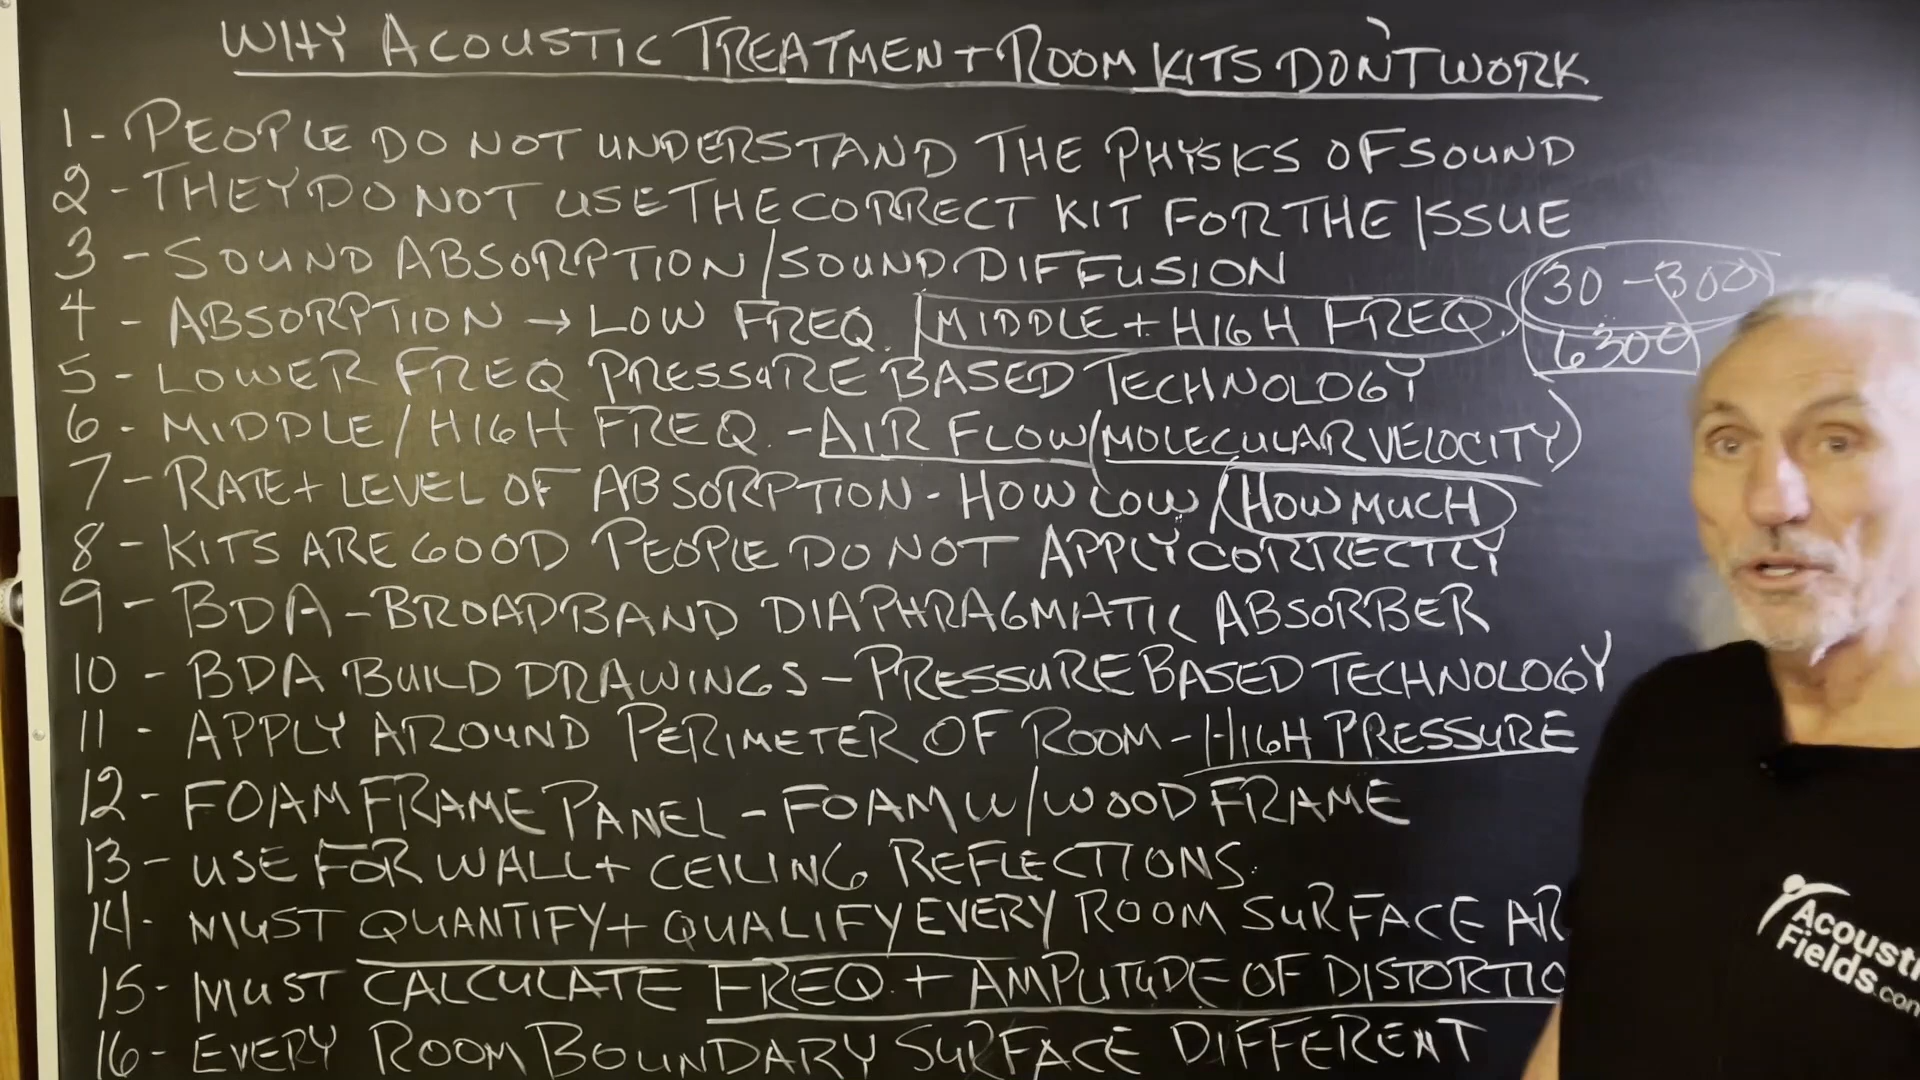 WHY ACOUSTIC TREATMENT ROOM KITS DON'T WORK
1 - PEOPLE DO NOT UNDERSTAND THE PHYSICS OF SOUND
2 - THEY DO NOT USE THE CORRECT KIT FOR THE ISSUE
3 - SOUND ABSORPTION / SOUND DIFFUSION
4 - ABSORPTION → LOW FREQ. / MIDDLE + HIGH FREQ.
30 - 300
6300
5 - LOWER FREQ PRESSURE BASED TECHNOLOGY
6 - MIDDLE / HIGH FREQ. - AIR FLOW (MOLECULAR VELOCITY)
7 - RATE + LEVEL OF ABSORPTION - HOW LOW / HOW MUCH
8 - KITS ARE GOOD PEOPLE DO NOT APPLY CORRECTLY
9 - BDA - BROADBAND DIAPHRAGMIATIC ABSORBER
10 - BDA BUILD DRAWINGS - PRESSURE BASED TECHNOLOGY
11 - APPLY AROUND PERIMETER OF ROOM - HIGH PRESSURE
12 - FOAM FRAME PANEL - FOAM W/ WOOD FRAME
13 - USE FOR WALL + CEILING REFLECTIONS.
14 - MUST QUANTIFY + QUALIFY EVERY ROOM SURFACE AR
15 - MUST CALCULATE FREQ. + AMPLITUDE OF DISTORTIO
16 - EVERY ROOM BOUNDARY SURFACE DIFFERENT
Acousti
Fields.com